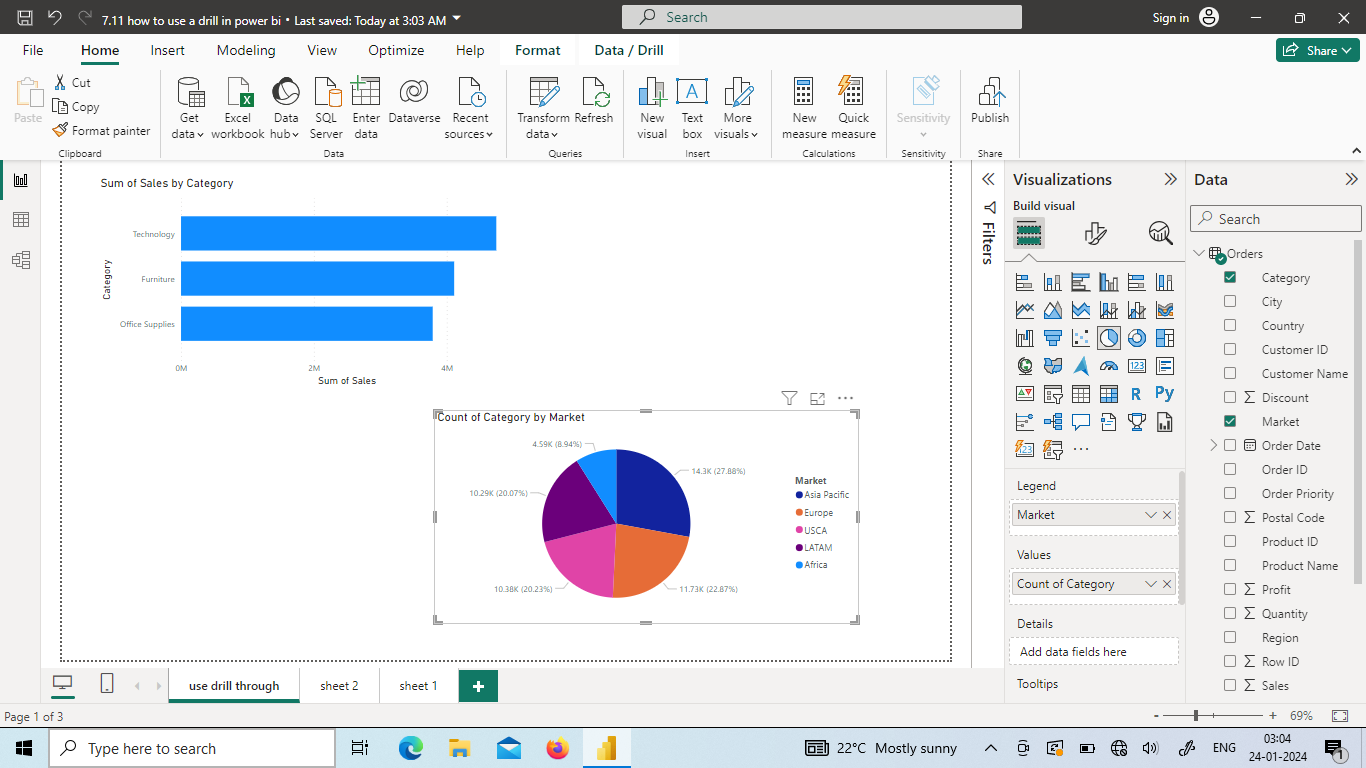 7.11 how to use a drill in power bi • Last saved: Today at 3:03 AM
Search
Sign in
File Home Insert Modeling View Optimize Help Format Data / Drill
Share
Paste
Cut
Copy
Format painter
Clipboard
Get data
Excel workbook
Data hub
SQL Server
Enter data
Dataverse
Recent sources
Data
Transform data
Refresh
Queries
New visual
Text box
More visuals
Insert
New measure
Quick measure
Calculations
Sensitivity
Sensitivity
Publish
Share
Sum of Sales by Category
Category
Technology
Furniture
Office Supplies
0M 2M 4M
Sum of Sales
Count of Category by Market
4.59K (8.94%)
14.3K (27.88%)
10.29K (20.07%)
10.38K (20.23%)
11.73K (22.87%)
Market
Asia Pacific
Europe
USCA
LATAM
Africa
Filters
Visualizations
Build visual
123
R
Py
123
Legend
Market
Values
Count of Category
Details
Add data fields here
Tooltips
Data
Search
Orders
Category
City
Country
Customer ID
Customer Name
Σ Discount
Market
Order Date
Order ID
Order Priority
Σ Postal Code
Product ID
Product Name
Σ Profit
Σ Quantity
Region
Σ Row ID
Σ Sales
use drill through
sheet 2
sheet 1
+
Page 1 of 3
- + 69%
Type here to search
22°C Mostly sunny
ENG
03:04
24-01-2024
1